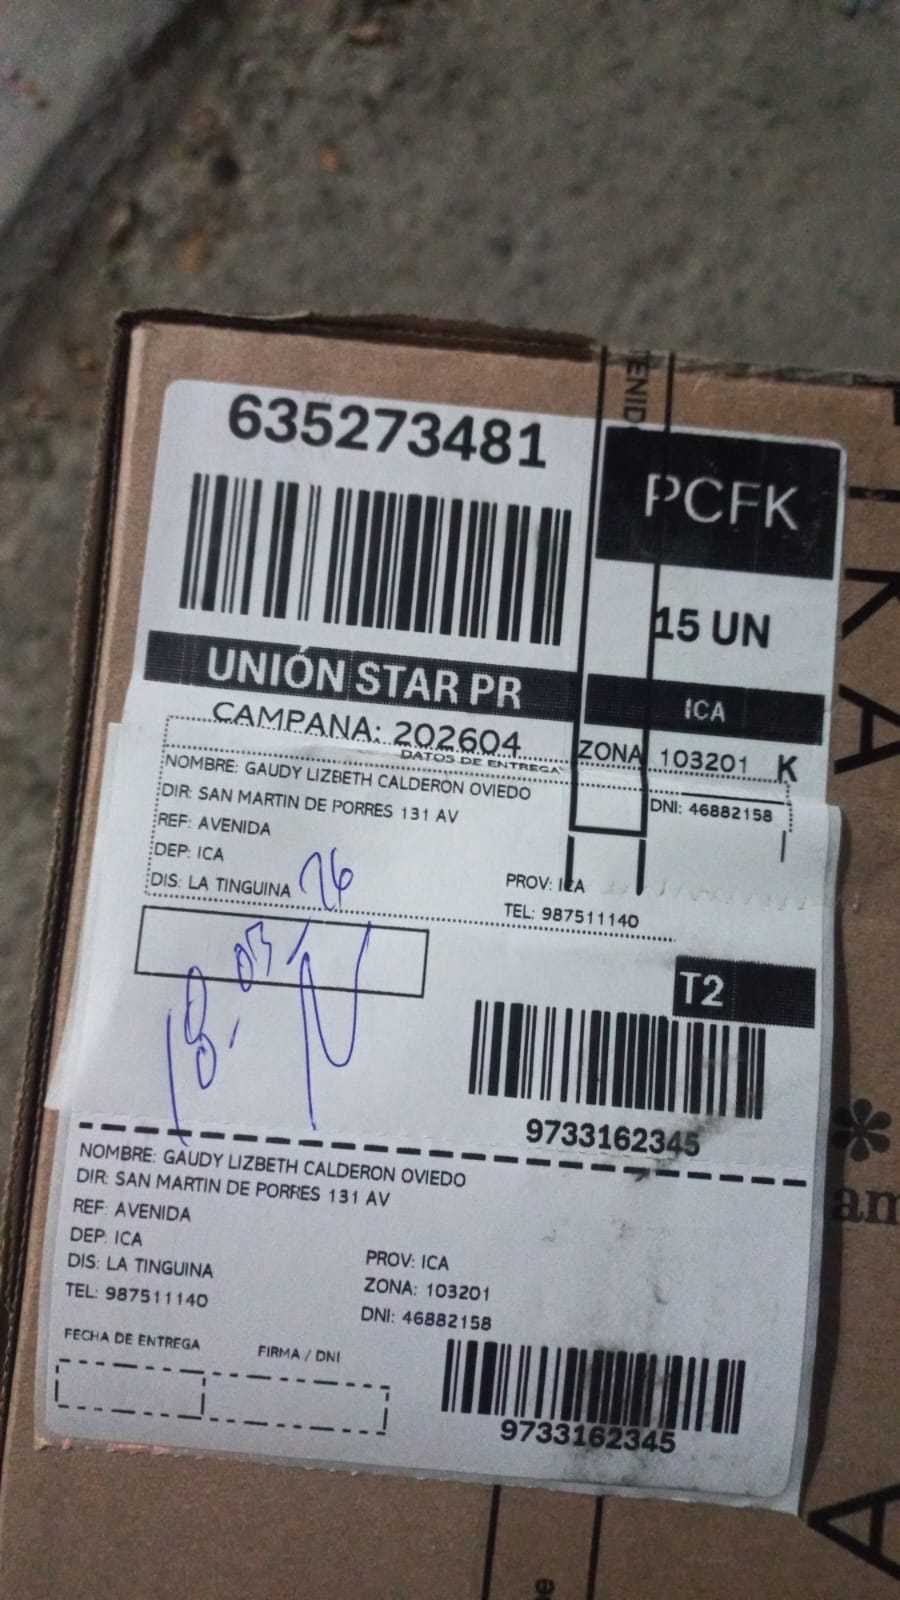 635273481
TENID
PCFK
15 UN
UNIÓN STAR PR
ICA
CAMPANA: 202604
ZONA 103201 K
DATOS DE ENTREGA
NOMBRE: GAUDY LIZBETH CALDERON OVIEDO
DNI: 46882158
DIR: SAN MARTIN DE PORRES 131 AV
REF: AVENIDA
DEP: ICA
PROV: ICA
DIS: LA TINGUINA
TEL: 987511140
18.03.26
T2
9733162345
NOMBRE: GAUDY LIZBETH CALDERON OVIEDO
DIR: SAN MARTIN DE PORRES 131 AV
REF: AVENIDA
DEP: ICA
PROV: ICA
DIS: LA TINGUINA
ZONA: 103201
TEL: 987511140
DNI: 46882158
FECHA DE ENTREGA
FIRMA / DNI
9733162345
am